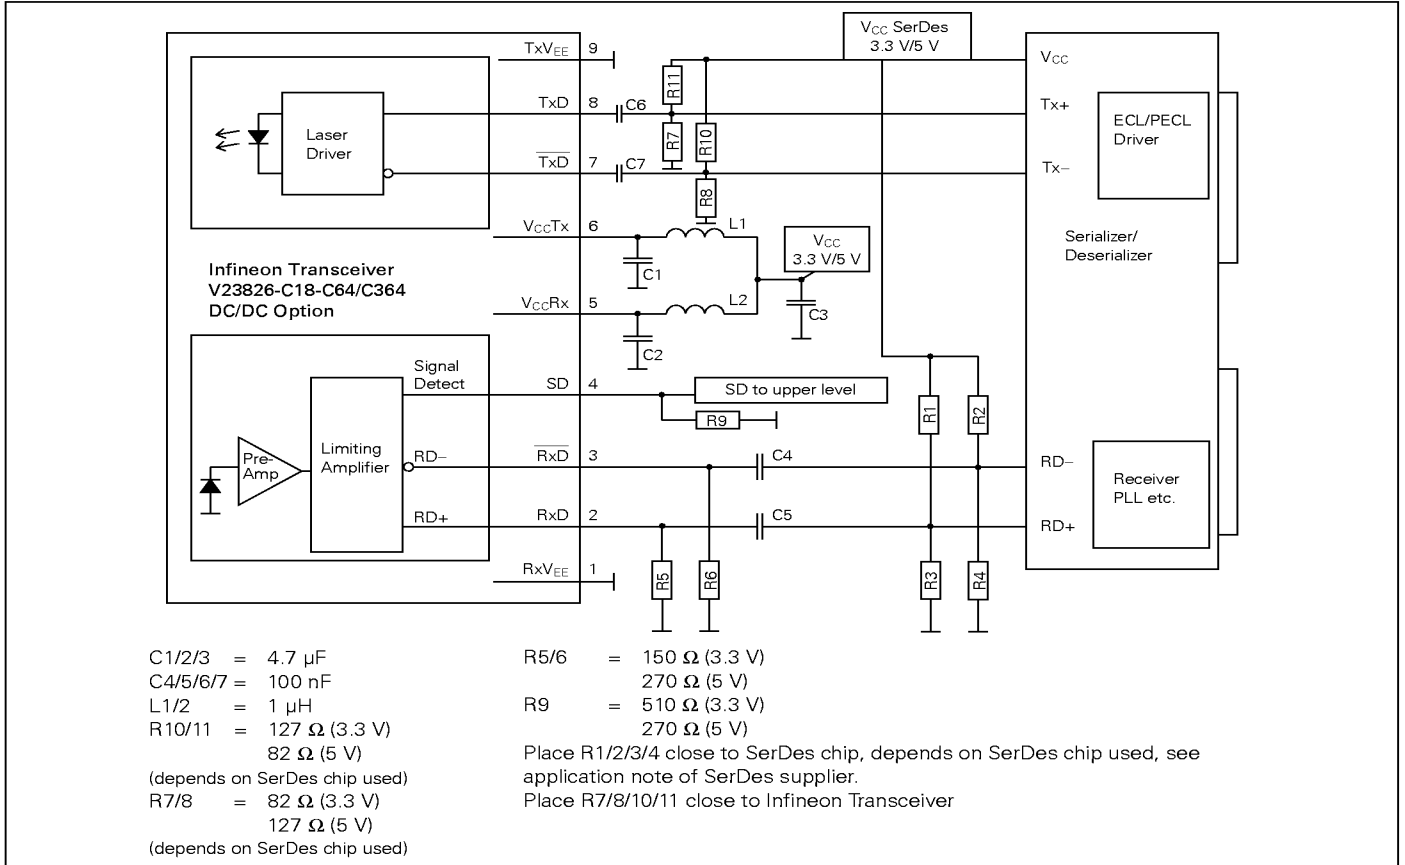 V_CC SerDes
3.3 V/5 V
TxV_EE 9
V_CC
R11
TxD 8 C6
Tx+
ECL/PECL
Driver
Laser
Driver
R7
R10
TxD 7 C7
Tx−
R8
V_CCTx 6
L1
V_CC
3.3 V/5 V
Serializer/
Deserializer
C1
Infineon Transceiver
V23826-C18-C64/C364
DC/DC Option
V_CCRx 5
L2
C3
C2
Signal
Detect
SD 4
SD to upper level
R9
R1
R2
Pre-
Amp
Limiting
Amplifier
RD−
RxD 3
C4
RD−
Receiver
PLL etc.
RD+
RxD 2
C5
RD+
RxV_EE 1
R5
R6
R3
R4
C1/2/3 = 4.7 µF
C4/5/6/7 = 100 nF
L1/2 = 1 µH
R10/11 = 127 Ω (3.3 V)
82 Ω (5 V)
(depends on SerDes chip used)
R7/8 = 82 Ω (3.3 V)
127 Ω (5 V)
(depends on SerDes chip used)
R5/6 = 150 Ω (3.3 V)
270 Ω (5 V)
R9 = 510 Ω (3.3 V)
270 Ω (5 V)
Place R1/2/3/4 close to SerDes chip, depends on SerDes chip used, see
application note of SerDes supplier.
Place R7/8/10/11 close to Infineon Transceiver